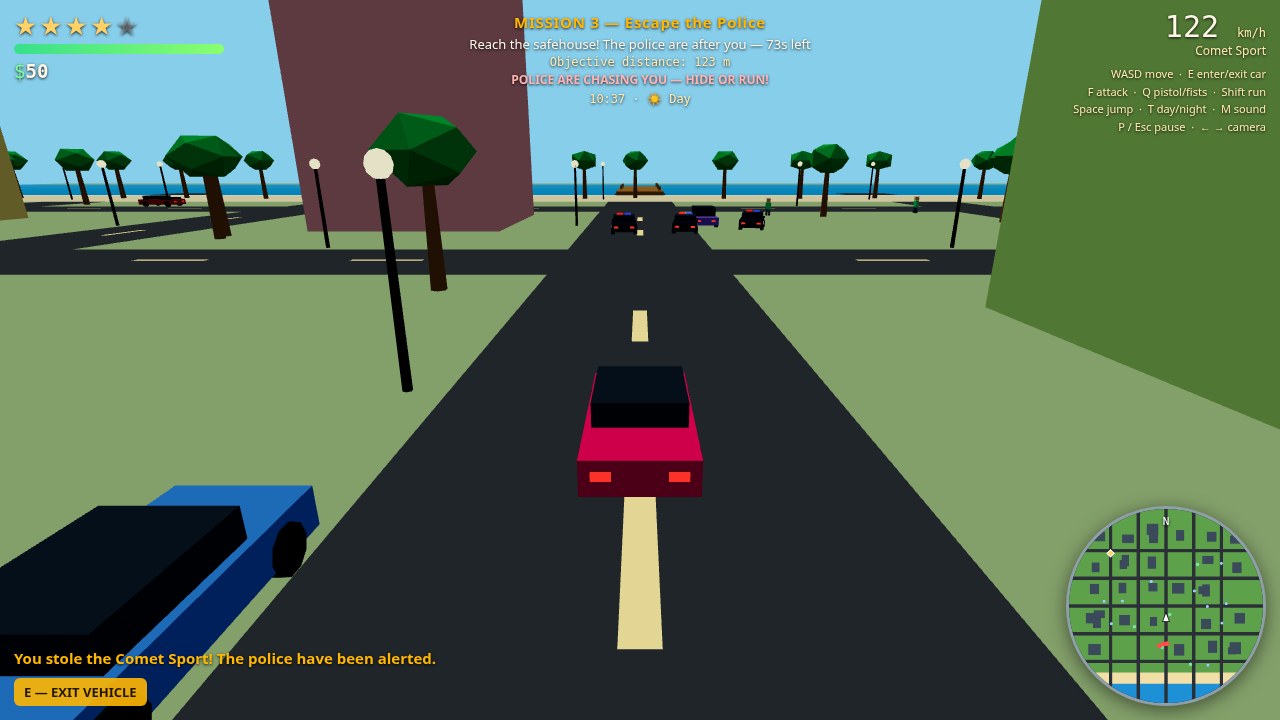 $50
MISSION 3 — Escape the Police
Reach the safehouse! The police are after you — 73s left
Objective distance: 123 m
POLICE ARE CHASING YOU — HIDE OR RUN!
10:37 · ☀️ Day
122 km/h
Comet Sport
WASD move · E enter/exit car
F attack · Q pistol/fists · Shift run
Space jump · T day/night · M sound
P / Esc pause · ← → camera
You stole the Comet Sport! The police have been alerted.
E — EXIT VEHICLE
N